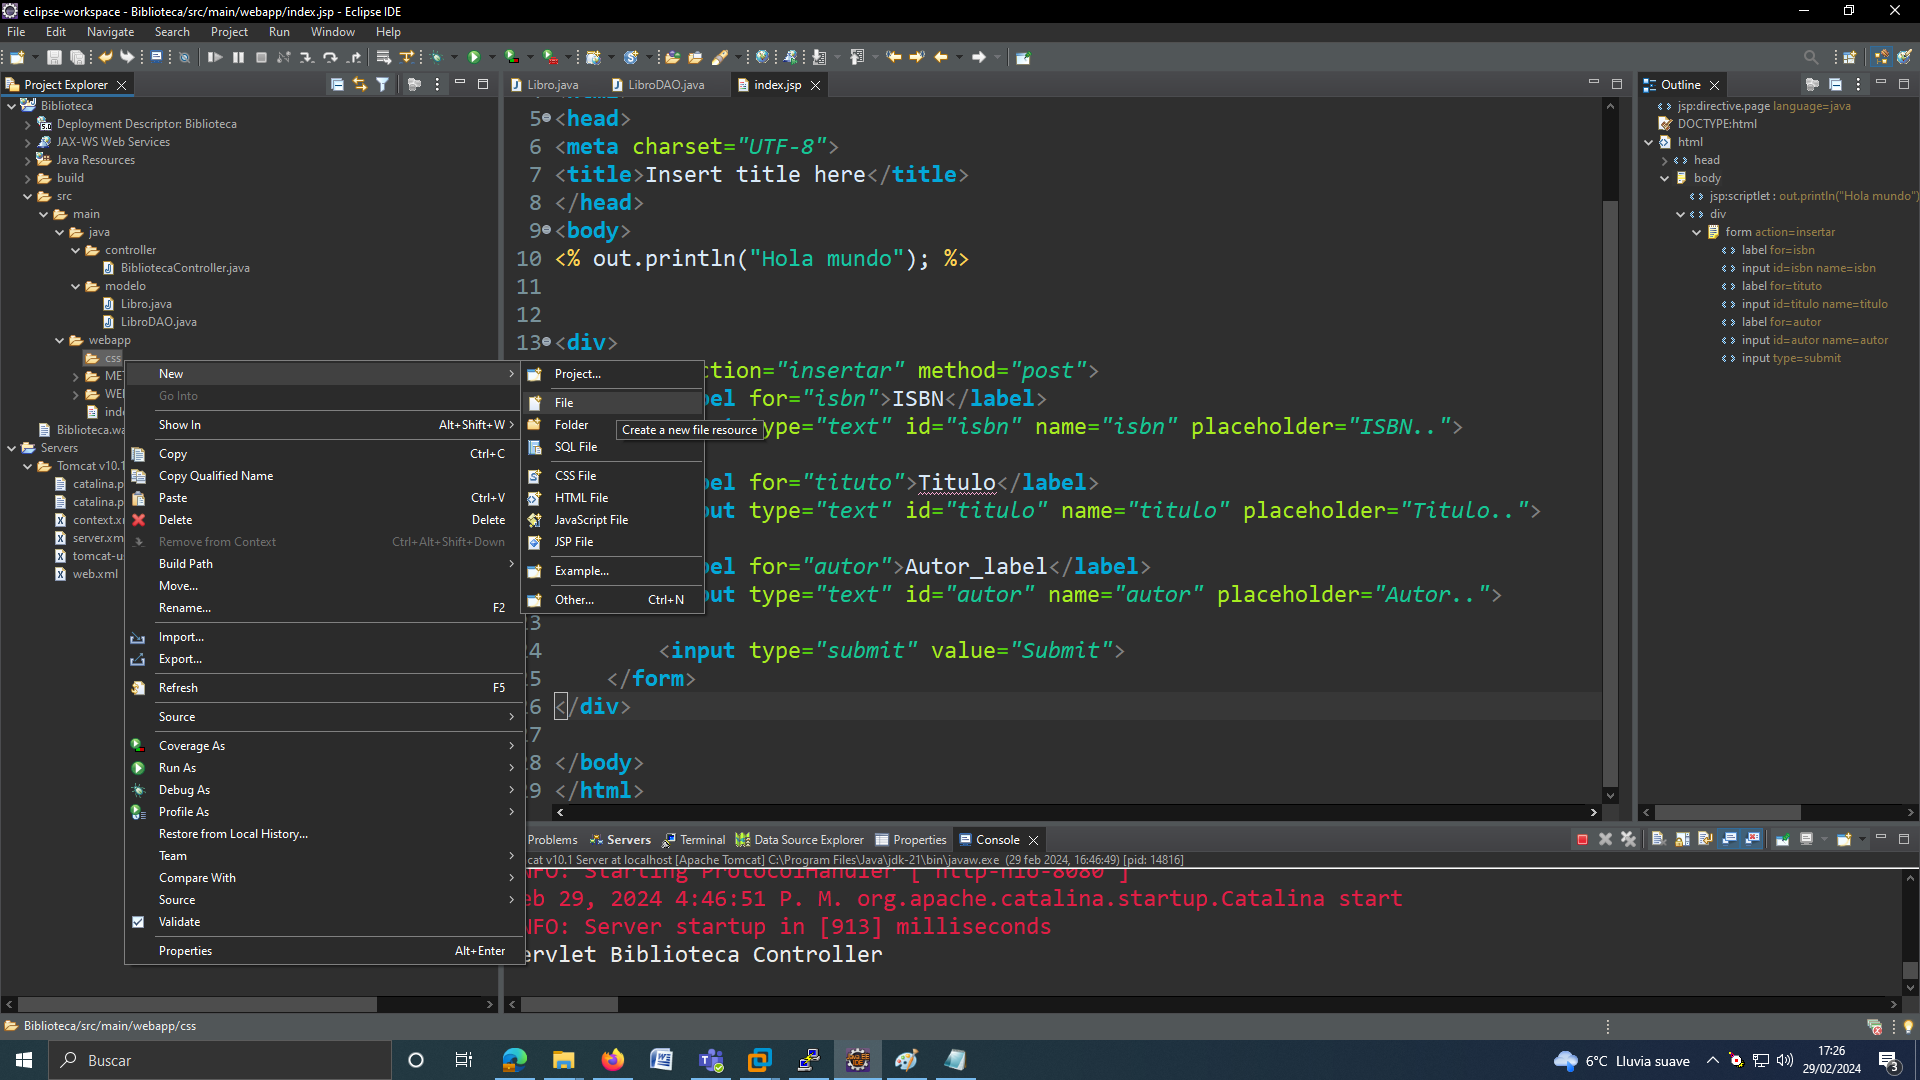 eclipse-workspace - Biblioteca/src/main/webapp/index.jsp - Eclipse IDE
File Edit Navigate Search Project Run Window Help
Project Explorer
Biblioteca
Deployment Descriptor: Biblioteca
JAX-WS Web Services
Java Resources
build
src
main
java
controller
BibliotecaController.java
modelo
Libro.java
LibroDAO.java
webapp
css
Biblioteca.wa
Servers
Tomcat v10.1
catalina.p
catalina.p
context.xm
server.xm
tomcat-u
web.xml
New
Go Into
Show In Alt+Shift+W
Copy Ctrl+C
Copy Qualified Name
Paste Ctrl+V
Delete Delete
Remove from Context Ctrl+Alt+Shift+Down
Build Path
Move...
Rename... F2
Import...
Export...
Refresh F5
Source
Coverage As
Run As
Debug As
Profile As
Restore from Local History...
Team
Compare With
Source
Validate
Properties Alt+Enter
Project...
File
Folder
SQL File
CSS File
HTML File
JavaScript File
JSP File
Example...
Other... Ctrl+N
Create a new file resource
Libro.java LibroDAO.java index.jsp
5 <head>
6 <meta charset="UTF-8">
7 <title>Insert title here</title>
8 </head>
9 <body>
10 <% out.println("Hola mundo"); %>
11
12
13 <div>
ction="insertar" method="post">
el for="isbn">ISBN</label>
type="text" id="isbn" name="isbn" placeholder="ISBN..">
el for="tituto">Titulo</label>
ut type="text" id="titulo" name="titulo" placeholder="Titulo..">
el for="autor">Autor_label</label>
ut type="text" id="autor" name="autor" placeholder="Autor..">
3
4 <input type="submit" value="Submit">
5 </form>
6 </div>
7
8 </body>
9 </html>
Outline
jsp:directive.page language=java
DOCTYPE:html
html
head
body
jsp:scriptlet : out.println("Hola mundo")
div
form action=insertar
label for=isbn
input id=isbn name=isbn
label for=tituto
input id=titulo name=titulo
label for=autor
input id=autor name=autor
input type=submit
Problems Servers Terminal Data Source Explorer Properties Console
cat v10.1 Server at localhost [Apache Tomcat] C:\Program Files\Java\jdk-21\bin\javaw.exe (29 feb 2024, 16:46:49) [pid: 14816]
NFO: Starting ProtocolHandler ["http-nio-8080"]
eb 29, 2024 4:46:51 P. M. org.apache.catalina.startup.Catalina start
NFO: Server startup in [913] milliseconds
ervlet Biblioteca Controller
Biblioteca/src/main/webapp/css
Buscar
6°C Lluvia suave
17:26
29/02/2024
3